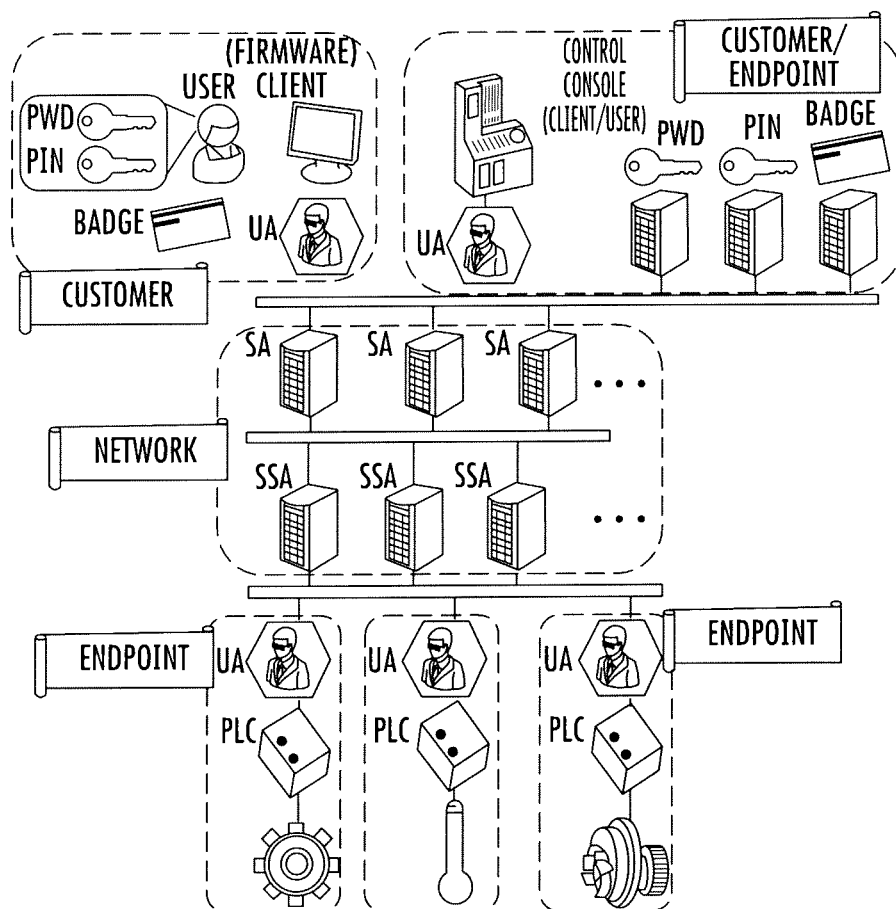 (FIRMWARE)
USER CLIENT
PWD
PIN
BADGE
UA
CUSTOMER
CONTROL
CONSOLE
(CLIENT/USER)
UA
CUSTOMER/
ENDPOINT
PWD
PIN
BADGE
SA
SA
SA
...
NETWORK
SSA
SSA
SSA
...
ENDPOINT
UA
UA
UA
ENDPOINT
PLC
PLC
PLC